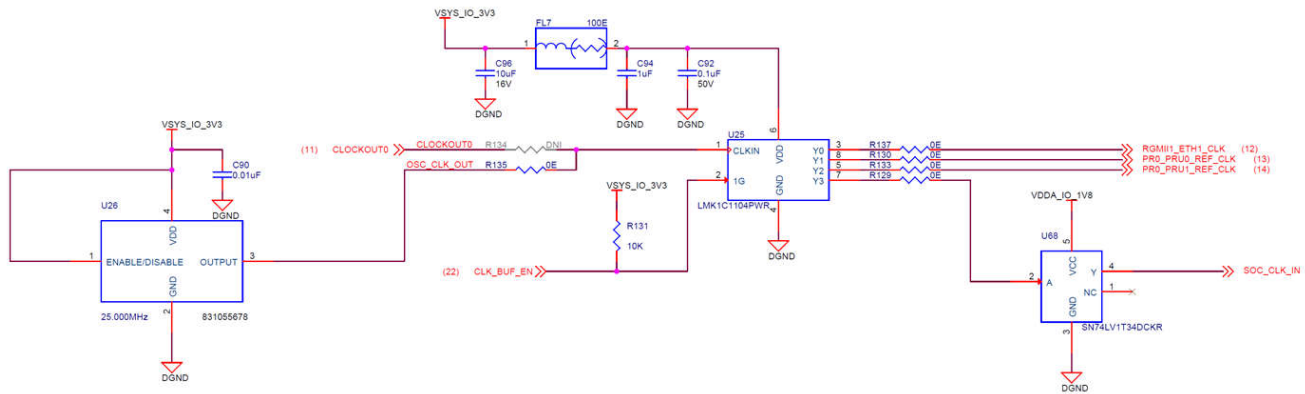 VSYS_IO_3V3
FL7 100E
1 2
C96
10uF
16V
C94
1uF
C92
0.1uF
50V
DGND DGND DGND
VSYS_IO_3V3
C90
0.01uF
DGND
(11) CLOCKOUT0 CLOCKOUT0 R134 DNI
OSC_CLK_OUT R135 0E
U25
6
1 CLKIN VDD
2 1G
GND
Y0 3 R137 0E RGMII1_ETH1_CLK (12)
Y1 8 R130 0E PR0_PRU0_REF_CLK (13)
Y2 5 R133 0E PR0_PRU1_REF_CLK (14)
Y3 7 R129 0E
LMK1C1104PWR
4
DGND
VSYS_IO_3V3
R131
10K
(22) CLK_BUF_EN
U26
4
VDD
1 ENABLE/DISABLE OUTPUT 3
GND
2
25.000MHz 831055678
DGND
VDDA_IO_1V8
U68
5
VCC
2 A Y 4 SOC_CLK_IN
NC 1
GND
SN74LV1T34DCKR
3
DGND